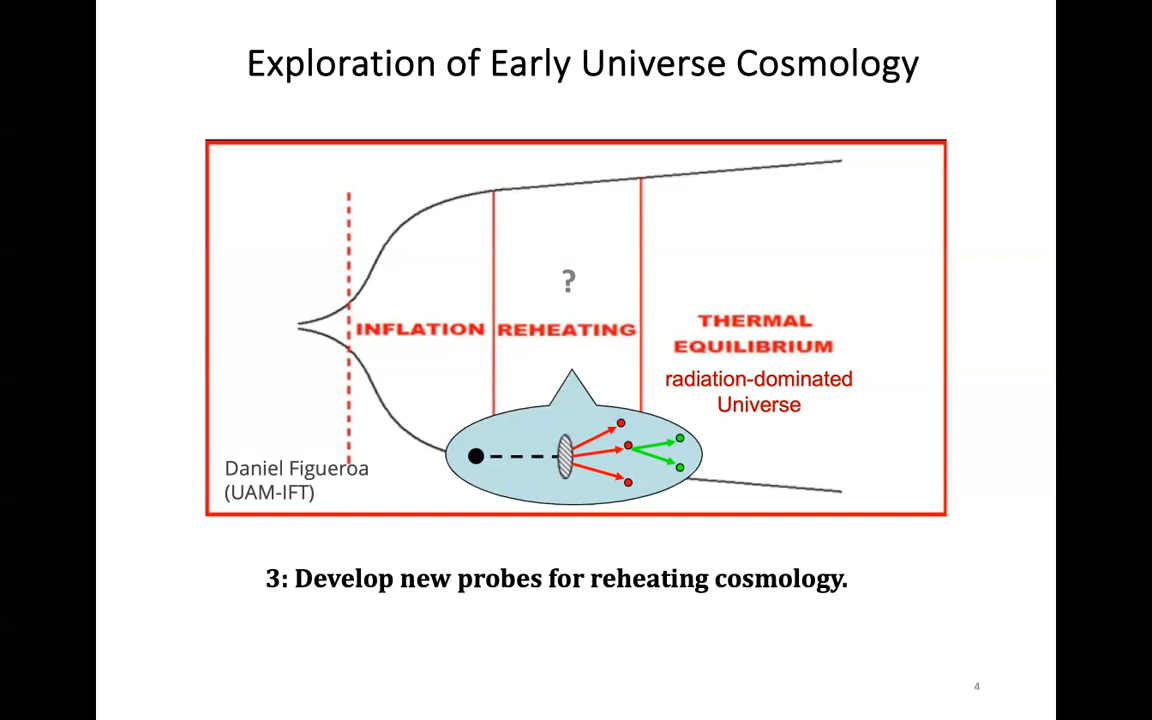 Exploration of Early Universe Cosmology
?
INFLATION
REHEATING
THERMAL
EQUILIBRIUM
radiation-dominated
Universe
Daniel Figueroa
(UAM-IFT)
3: Develop new probes for reheating cosmology.
4